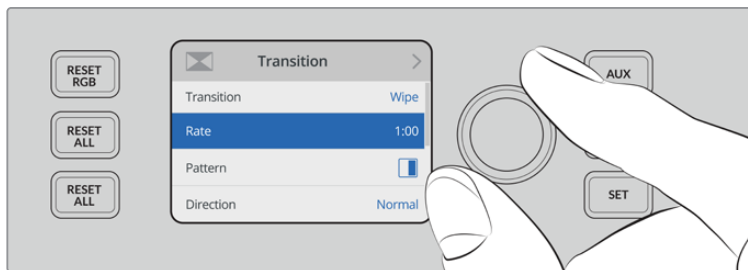 RESET
RGB
RESET
ALL
RESET
ALL
Transition
Transition Wipe
Rate 1:00
Pattern
Direction Normal
AUX
SET